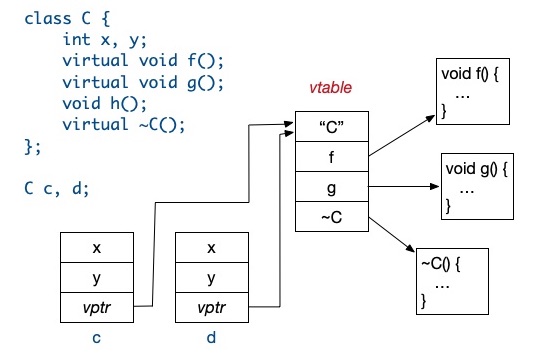 class C {
int x, y;
virtual void f();
virtual void g();
void h();
virtual ~C();
};
C c, d;
vtable
“C”
f
g
~C
void f() {
...
}
void g() {
...
}
~C() {
...
}
x
y
vptr
c
x
y
vptr
d